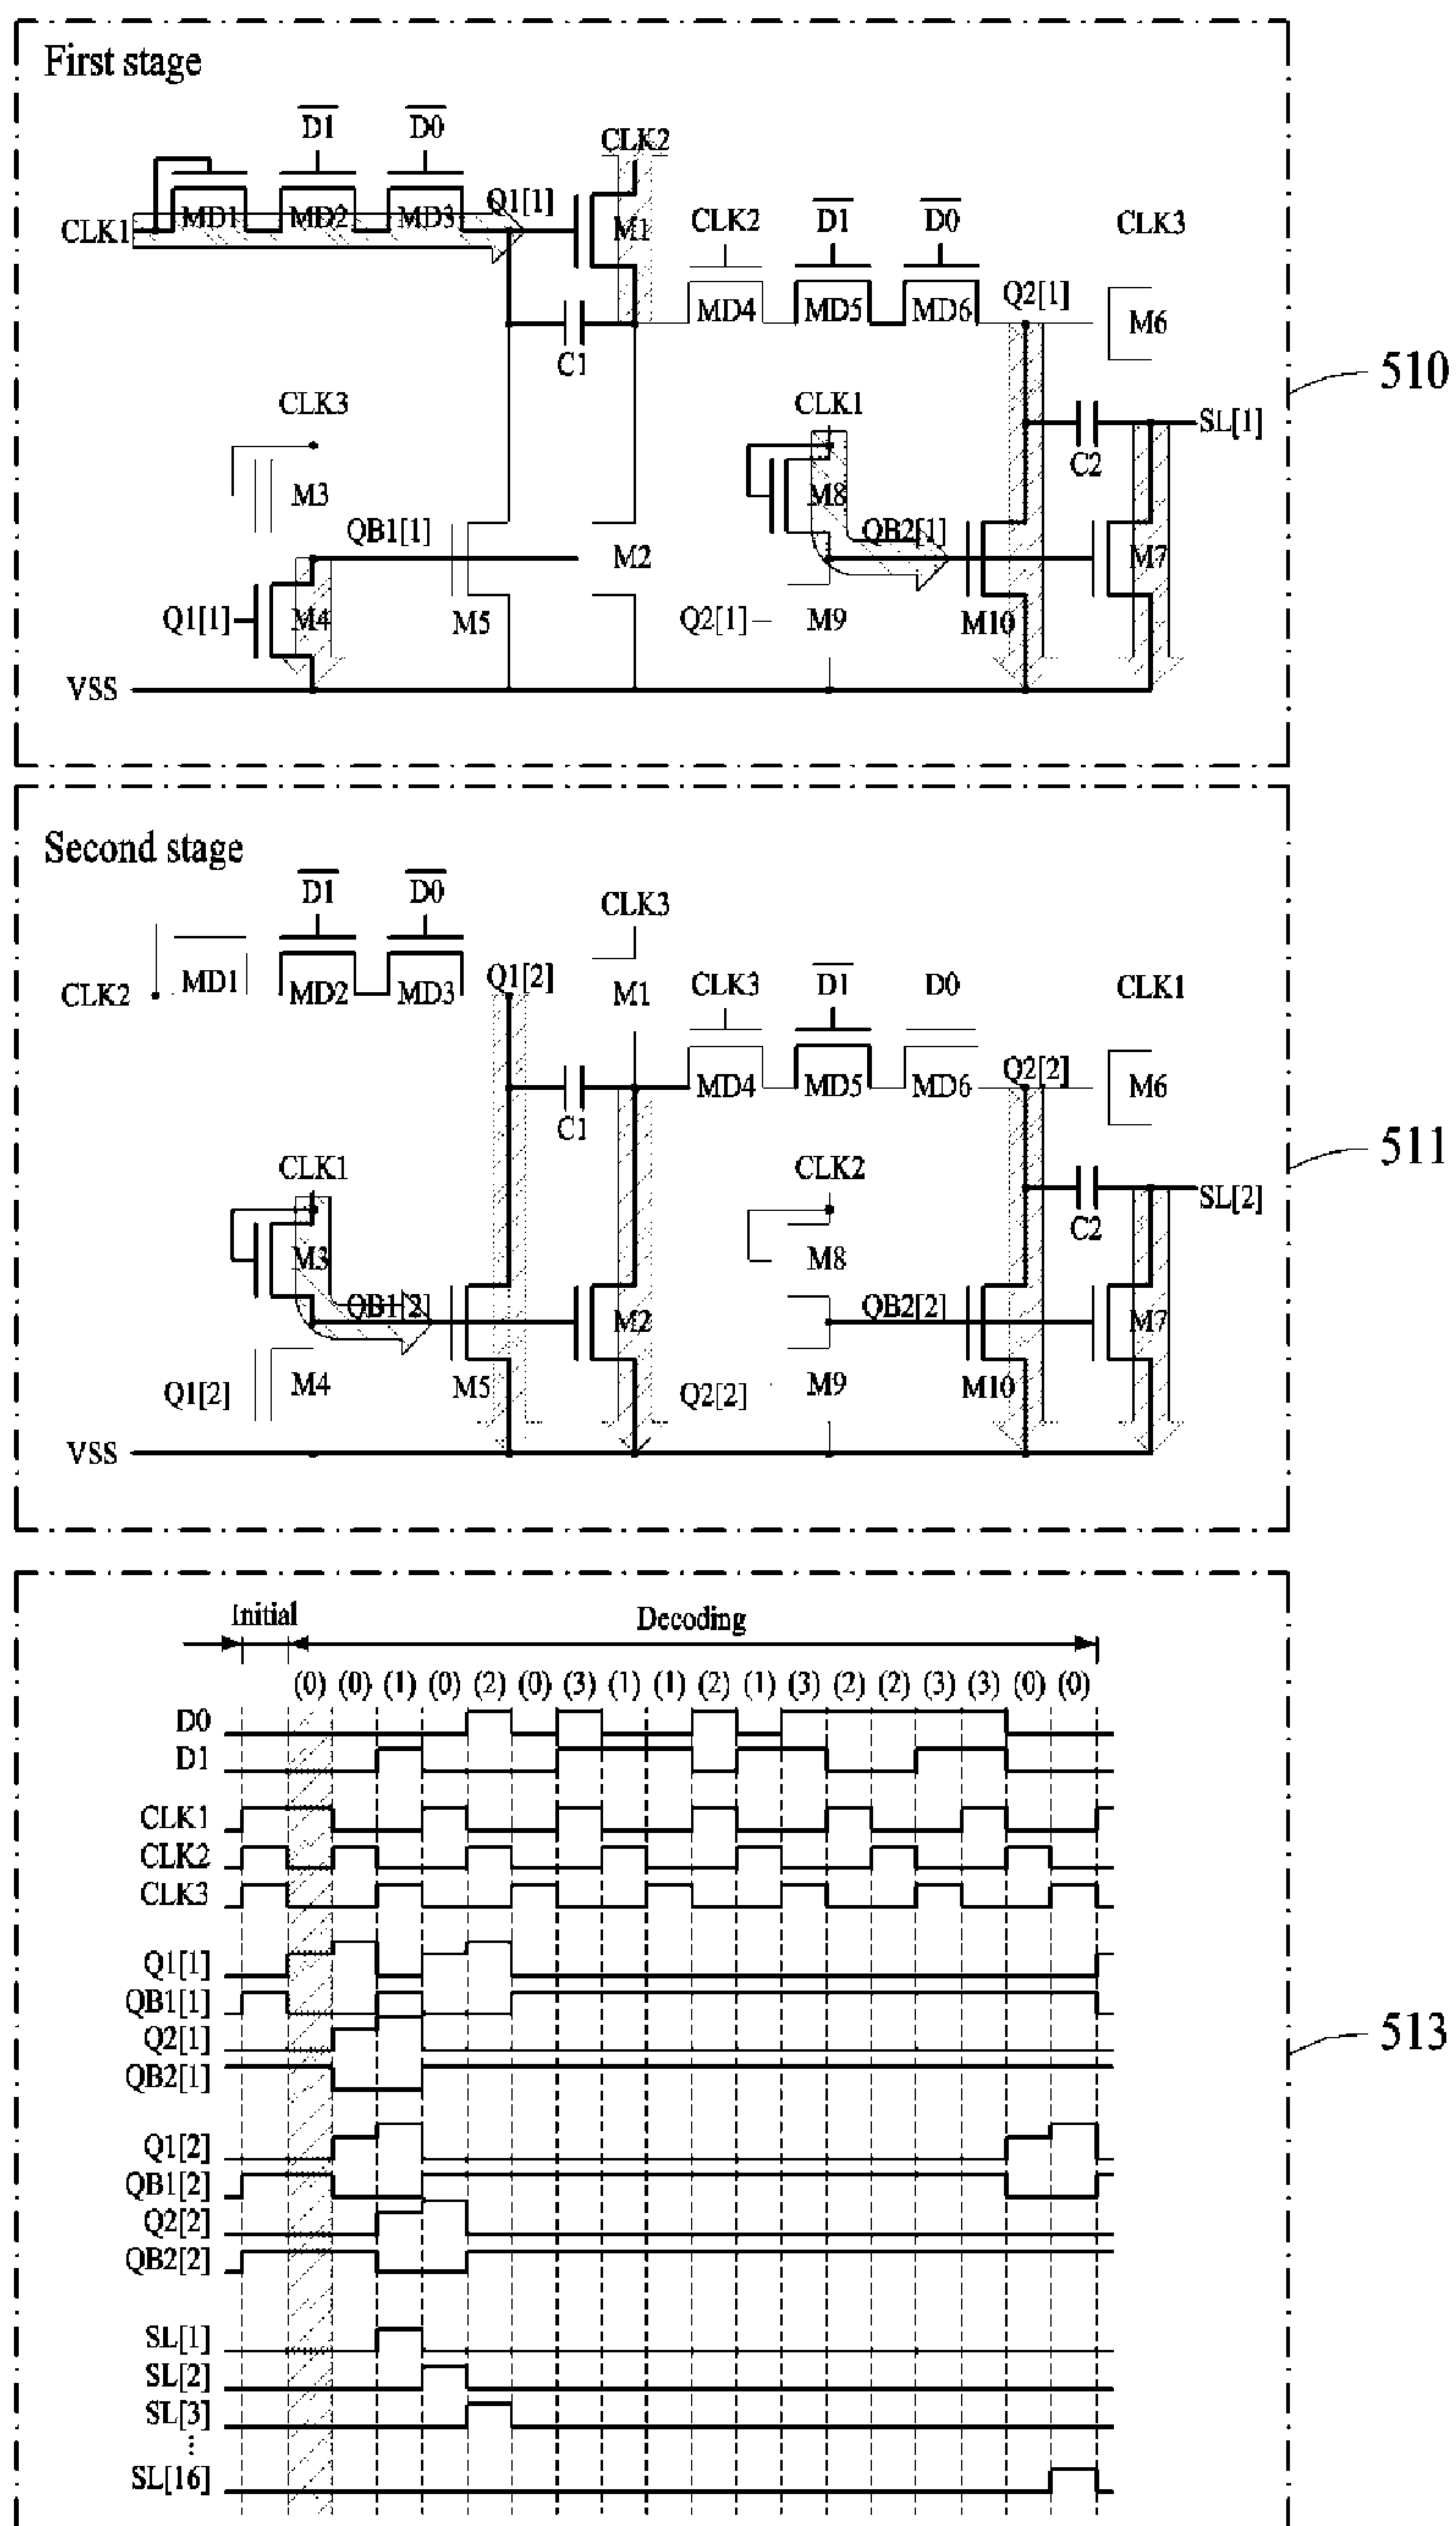 First stage
D1 D0
CLK2
Q1[1]
CLK1 MD1 MD2 MD3 M1 CLK2 D1 D0 CLK3
Q2[1]
MD4 MD5 MD6 M6
C1
510
CLK3 CLK1
SL[1]
C2
M3 M8
QB1[1] QB2[1]
M2 M7
Q1[1] M4 M5 Q2[1] M9 M10
VSS
Second stage
D1 D0
CLK3
Q1[2]
CLK2 MD1 MD2 MD3 M1 CLK3 D1 D0 CLK1
Q2[2]
MD4 MD5 MD6 M6
C1
511
CLK1 CLK2
SL[2]
C2
M3 M8
QB1[2] QB2[2]
M2 M7
Q1[2] M4 M5 Q2[2] M9 M10
VSS
Initial Decoding
(0) (0) (1) (0) (2) (0) (3) (1) (1) (2) (1) (3) (2) (2) (3) (3) (0) (0)
D0
D1
CLK1
CLK2
CLK3
Q1[1]
QB1[1]
Q2[1]
QB2[1]
513
Q1[2]
QB1[2]
Q2[2]
QB2[2]
SL[1]
SL[2]
SL[3]
⋮
SL[16]